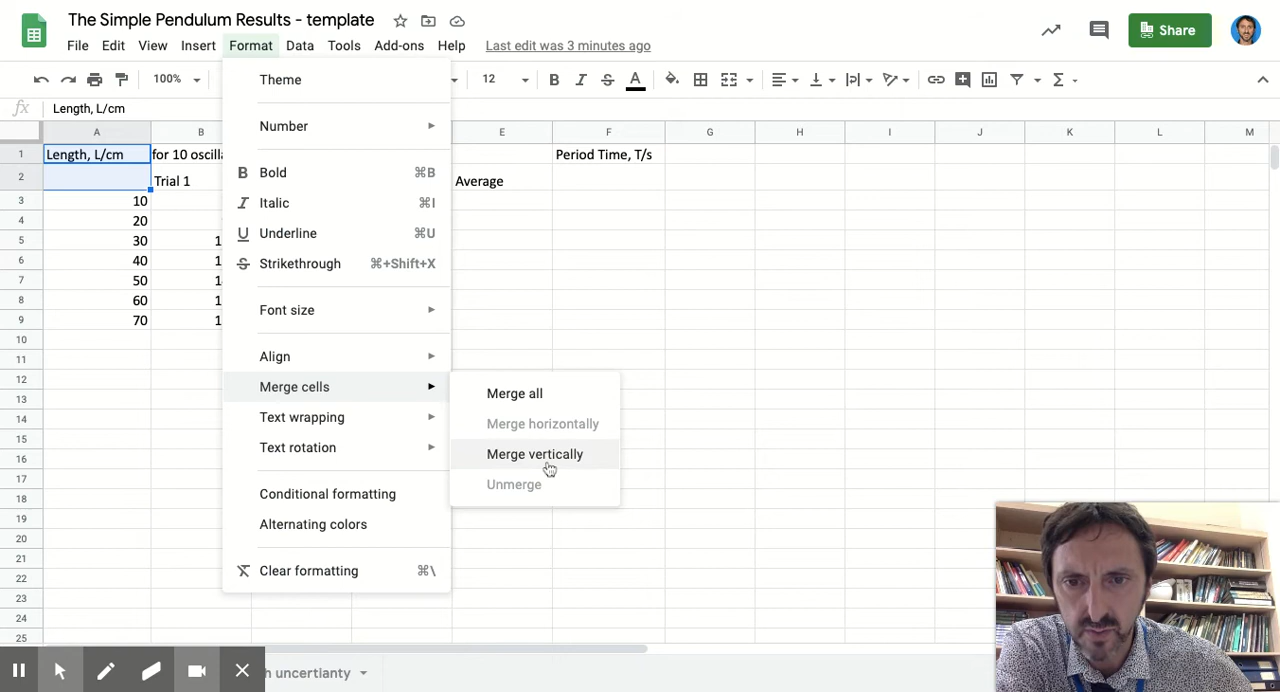 The Simple Pendulum Results - template
File Edit View Insert Format Data Tools Add-ons Help Last edit was 3 minutes ago
Share
100% 12 B I S A Σ
fx Length, L/cm
A B E F G H I J K L M
1 Length, L/cm for 10 oscilla Period Time, T/s
2 Trial 1 Average
3 10
4 20
5 30 1
6 40 1
7 50 1
8 60 1
9 70 1
10
11
12
13
14
15
16
17
18
19
20
21
22
23
24
25
Theme
Number
B Bold ⌘B
I Italic ⌘I
U Underline ⌘U
S Strikethrough ⌘+Shift+X
Font size
Align
Merge cells
Text wrapping
Text rotation
Conditional formatting
Alternating colors
Clear formatting ⌘\
Merge all
Merge horizontally
Merge vertically
Unmerge
h uncertianty